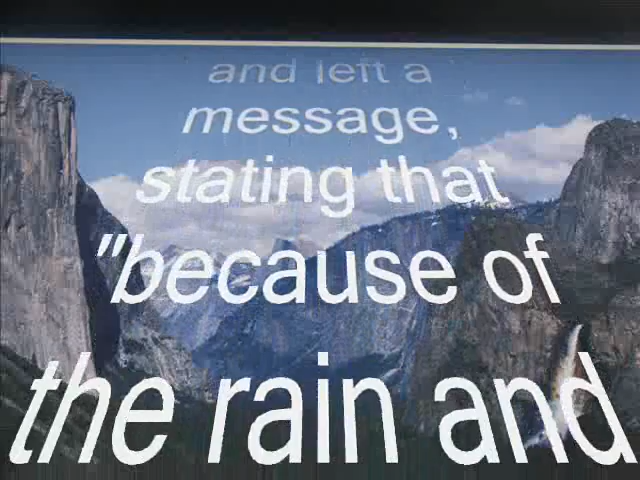 and left a
message,
stating that
"because of
the rain and